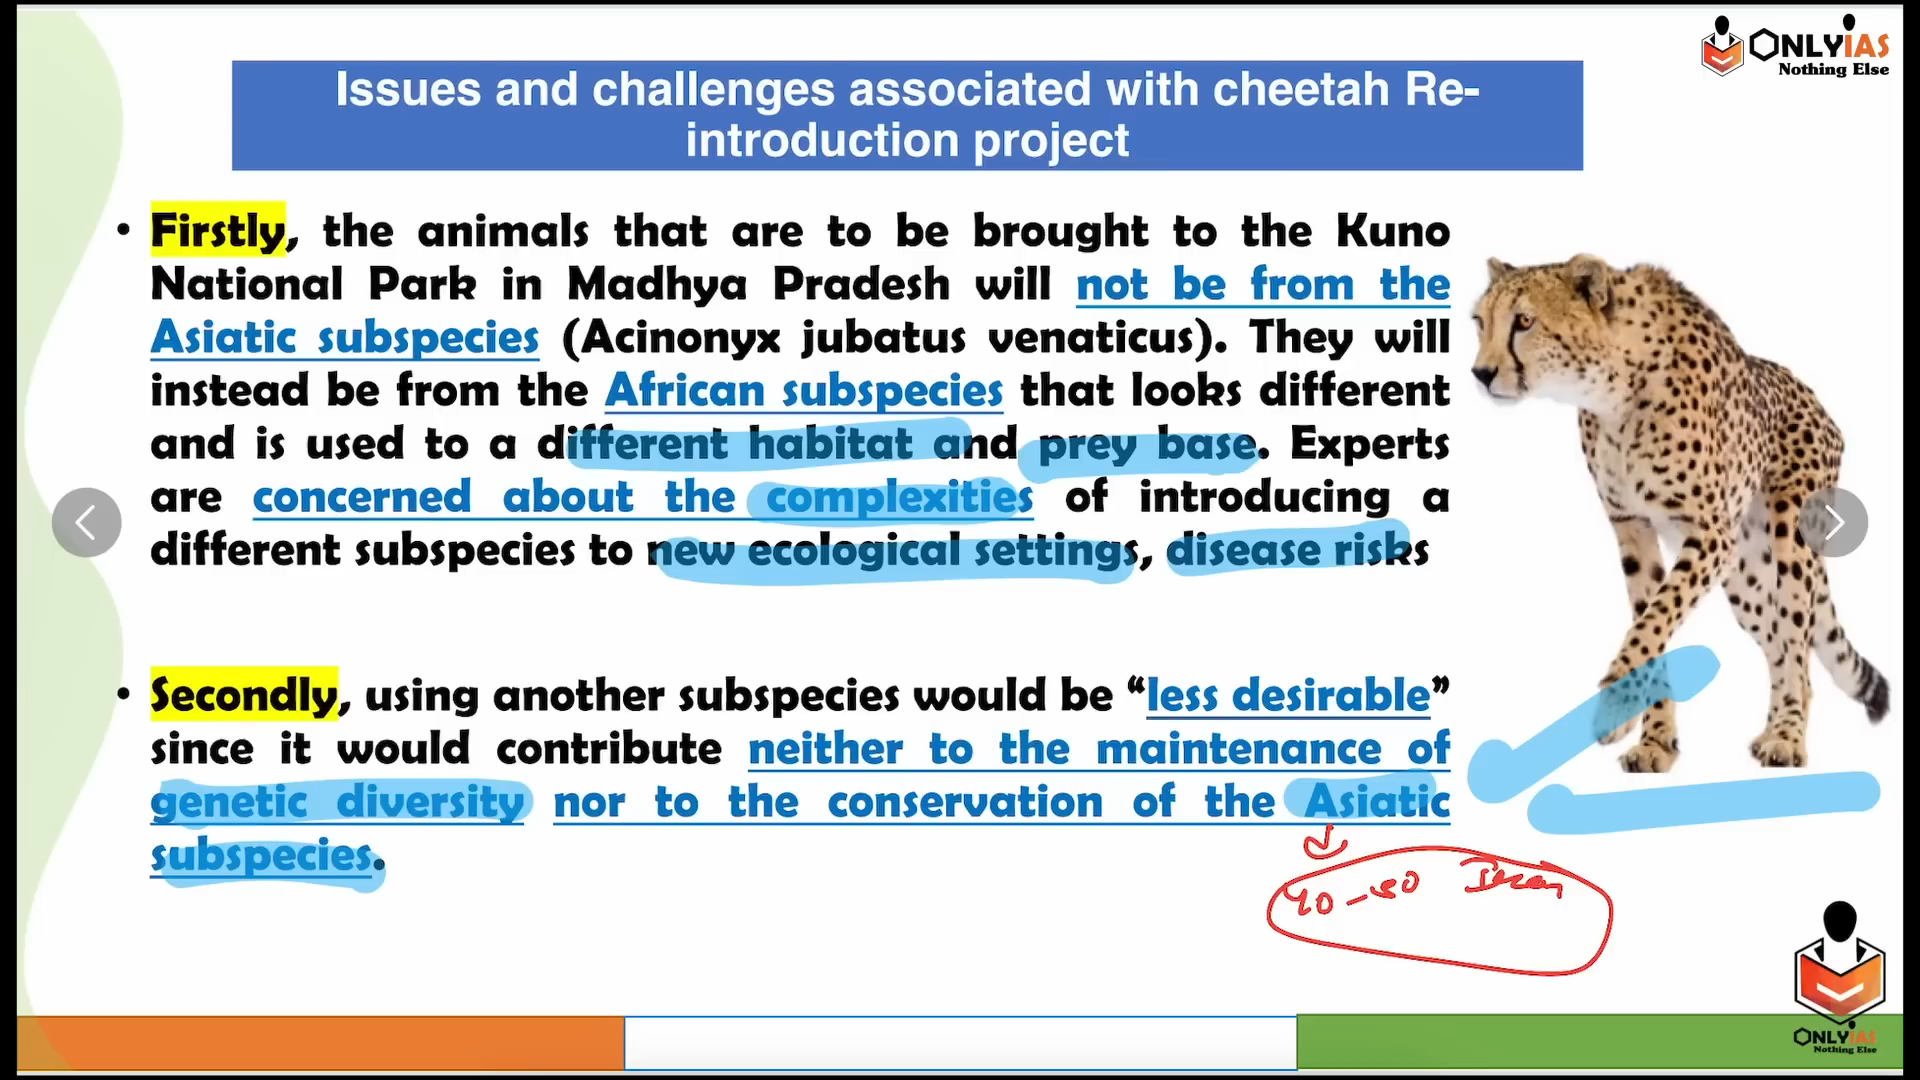 ONLYIAS
Nothing Else
Issues and challenges associated with cheetah Re-
introduction project
• Firstly, the animals that are to be brought to the Kuno
National Park in Madhya Pradesh will not be from the
Asiatic subspecies (Acinonyx jubatus venaticus). They will
instead be from the African subspecies that looks different
and is used to a different habitat and prey base. Experts
are concerned about the complexities of introducing a
different subspecies to new ecological settings, disease risks
• Secondly, using another subspecies would be “less desirable”
since it would contribute neither to the maintenance of
genetic diversity nor to the conservation of the Asiatic
subspecies.
40-50 Iran
ONLYIAS
Nothing Else